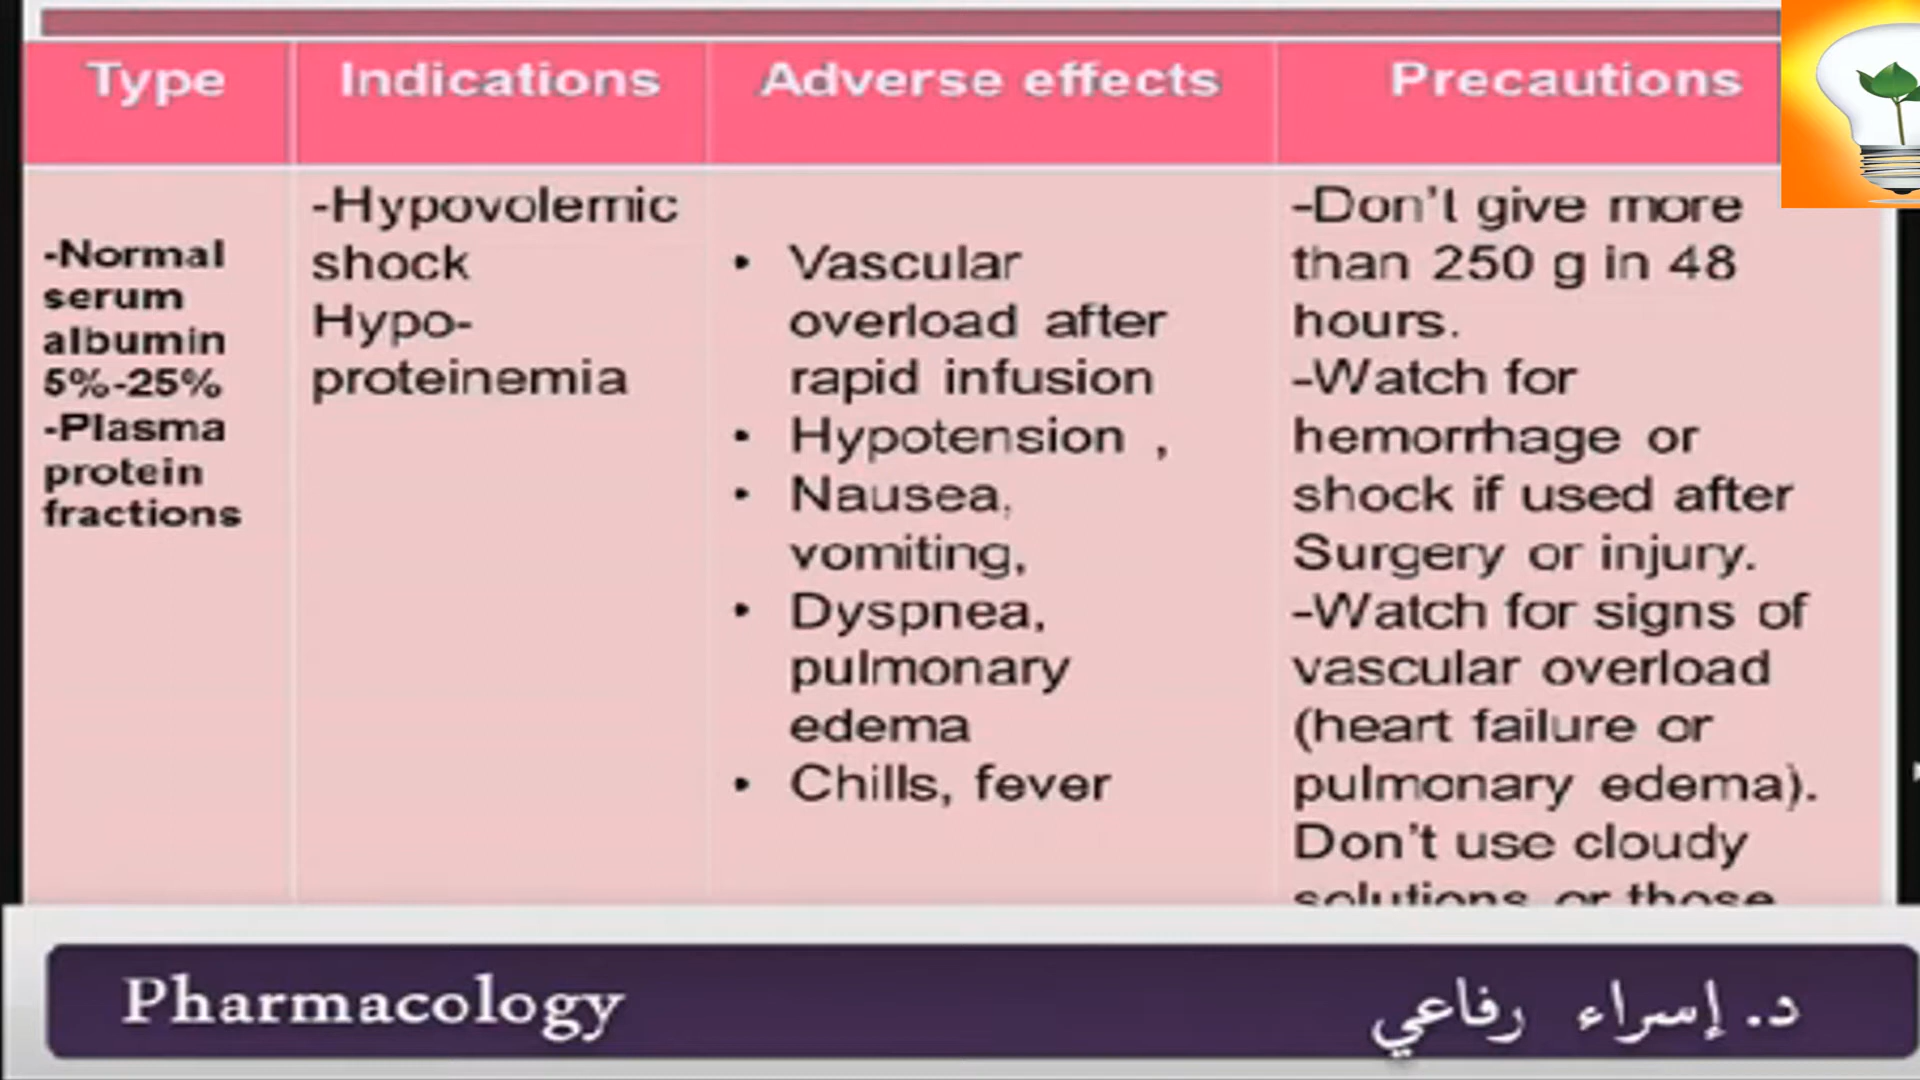 Type
Indications
Adverse effects
Precautions
-Normal
serum
albumin
5%-25%
-Plasma
protein
fractions
-Hypovolemic
shock
Hypo-
proteinemia
• Vascular
overload after
rapid infusion
• Hypotension ,
• Nausea,
vomiting,
• Dyspnea,
pulmonary
edema
• Chills, fever
-Don't give more
than 250 g in 48
hours.
-Watch for
hemorrhage or
shock if used after
Surgery or injury.
-Watch for signs of
vascular overload
(heart failure or
pulmonary edema).
Don't use cloudy
solutions or those
Pharmacology
د. إسراء رفاعي